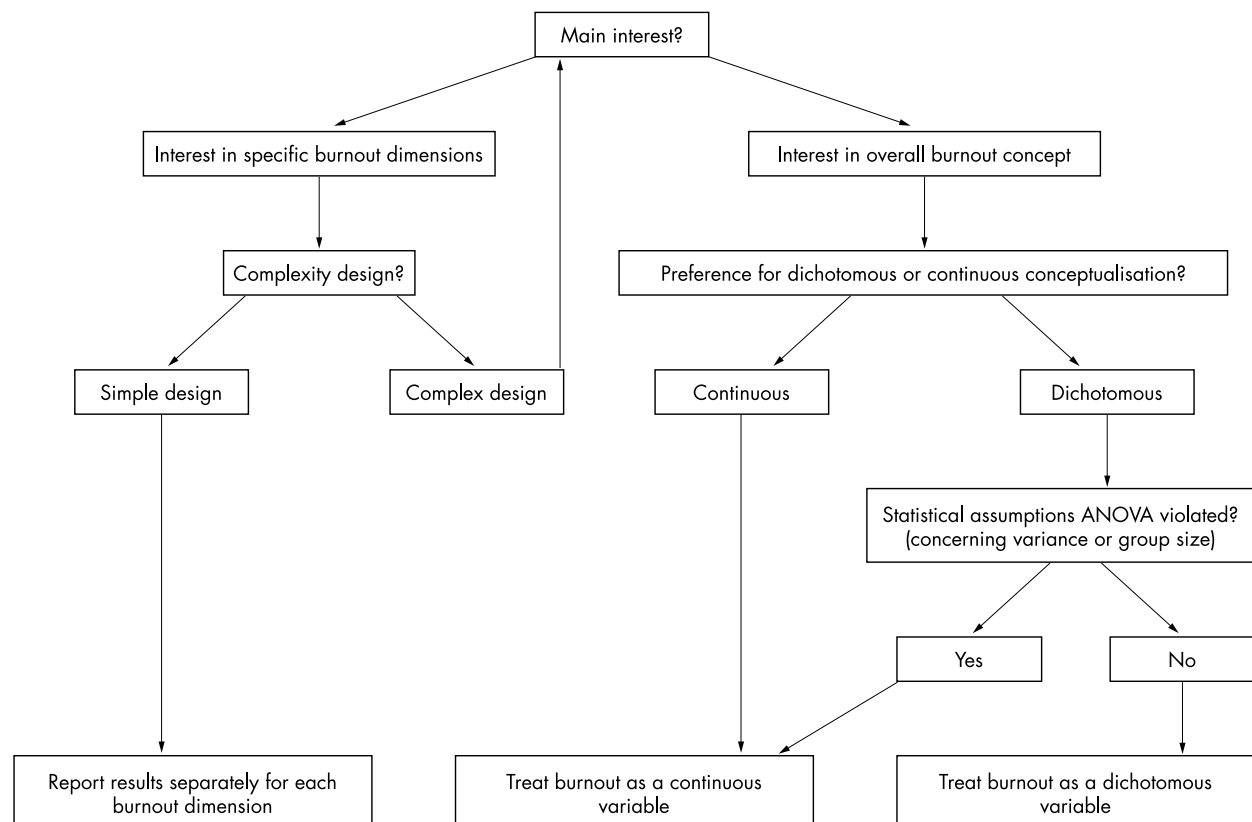 Main interest?
Interest in specific burnout dimensions
Interest in overall burnout concept
Complexity design?
Preference for dichotomous or continuous conceptualisation?
Simple design
Complex design
Continuous
Dichotomous
Statistical assumptions ANOVA violated?
(concerning variance or group size)
Yes
No
Report results separately for each
burnout dimension
Treat burnout as a continuous
variable
Treat burnout as a dichotomous
variable